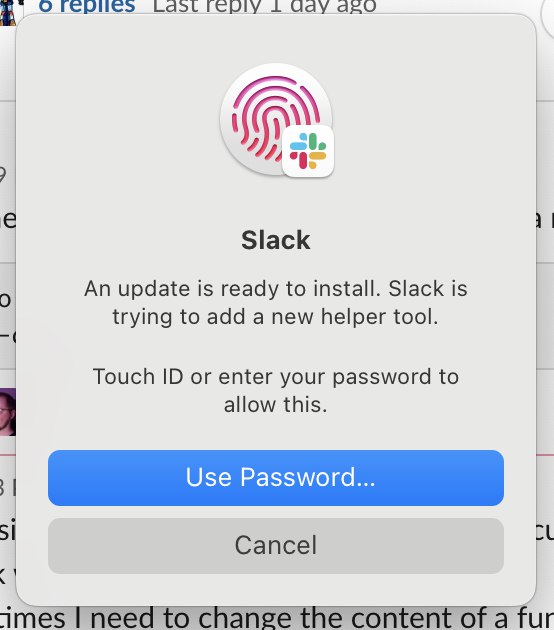 6 replies Last reply 1 day ago
Slack
An update is ready to install. Slack is
trying to add a new helper tool.
Touch ID or enter your password to
allow this.
Use Password...
Cancel
times I need to change the content of a fun